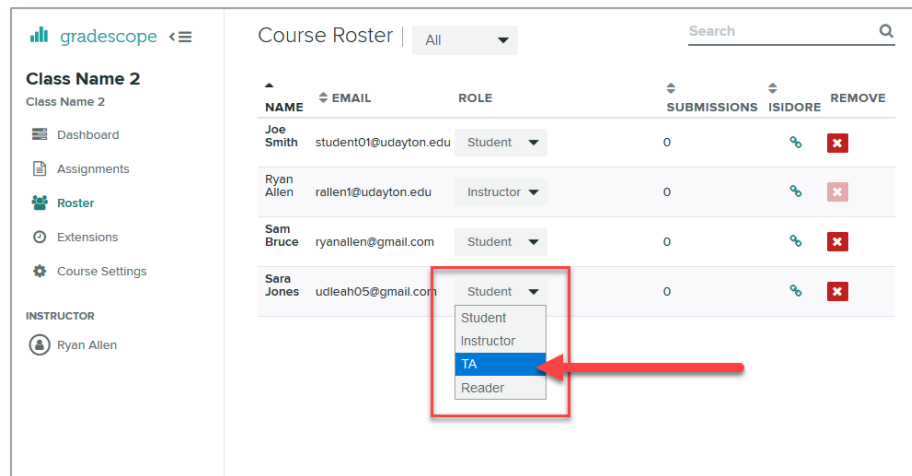 gradescope
Class Name 2
Class Name 2
Dashboard
Assignments
Roster
Extensions
Course Settings
INSTRUCTOR
Ryan Allen
Course Roster | All
Search
NAME EMAIL ROLE SUBMISSIONS ISIDORE REMOVE
Joe
Smith student01@udayton.edu Student 0
Ryan
Allen rallen1@udayton.edu Instructor 0
Sam
Bruce ryanallen@gmail.com Student 0
Sara
Jones udleah05@gmail.com Student 0
Student
Instructor
TA
Reader